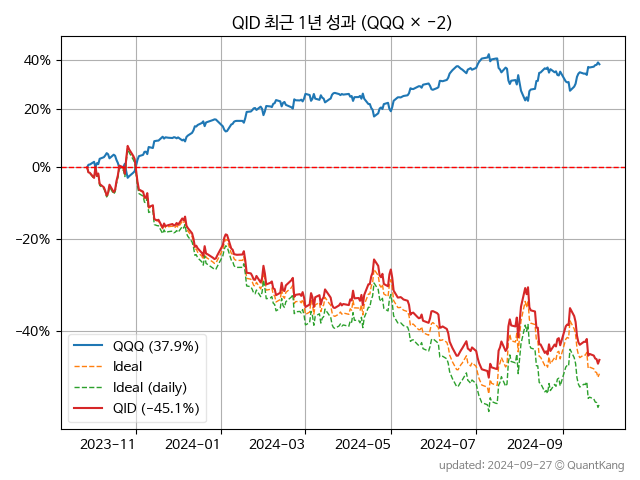 QID 최근 1년 성과 (QQQ × −2)
40%
20%
0%
−20%
−40%
QQQ (37.9%)
Ideal
Ideal (daily)
QID (−45.1%)
2023−11
2024−01
2024−03
2024−05
2024−07
2024−09
updated: 2024−09−27 © QuantKang